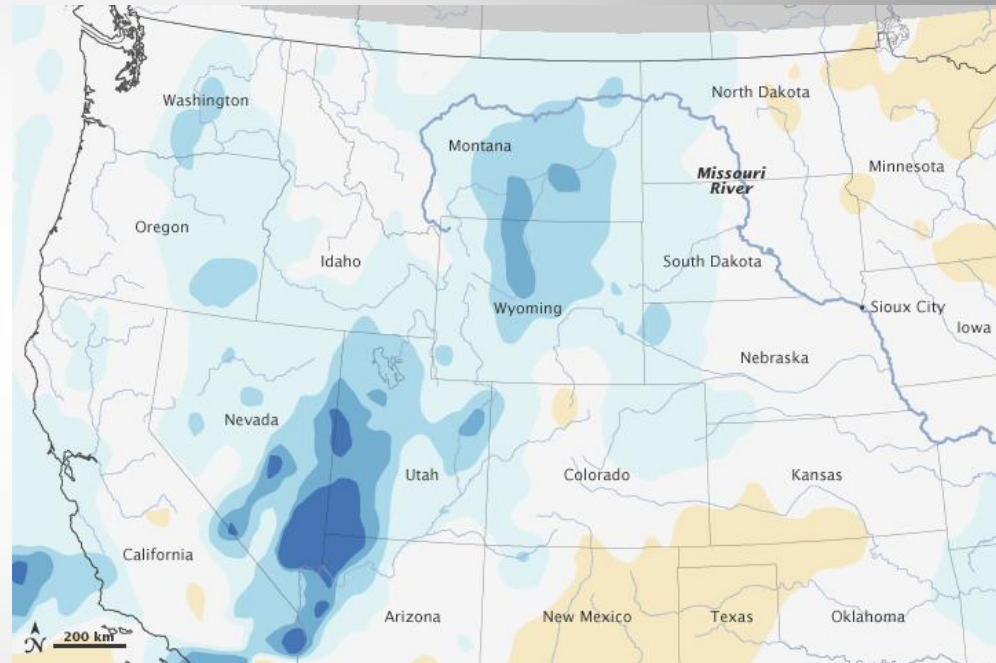 Washington
North Dakota
Montana
Minnesota
Missouri
River
Oregon
Idaho
South Dakota
Wyoming
Sioux City
Iowa
Nebraska
Nevada
Utah
Colorado
Kansas
California
Arizona
New Mexico
Texas
Oklahoma
N
200 km